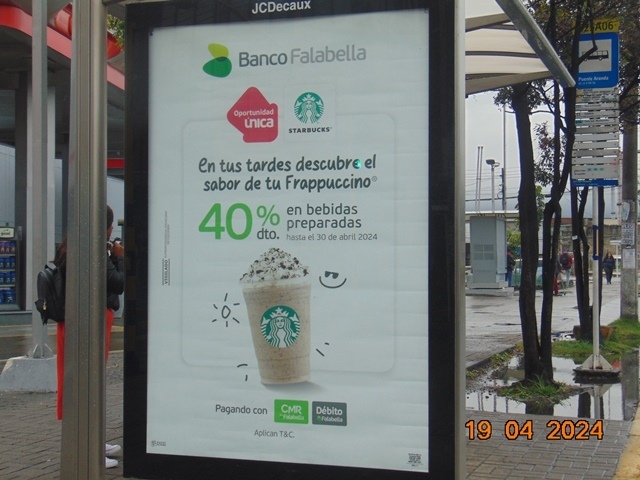 JCDecaux
Banco Falabella
Oportunidad
única
STARBUCKS
En tus tardes descubre el
sabor de tu Frappuccino®
40% dto.
en bebidas
preparadas
hasta el 30 de abril 2024
Pagando con
CMR
Falabella
Débito
Falabella
Aplican T&C.
Puente Aranda
19 04 2024